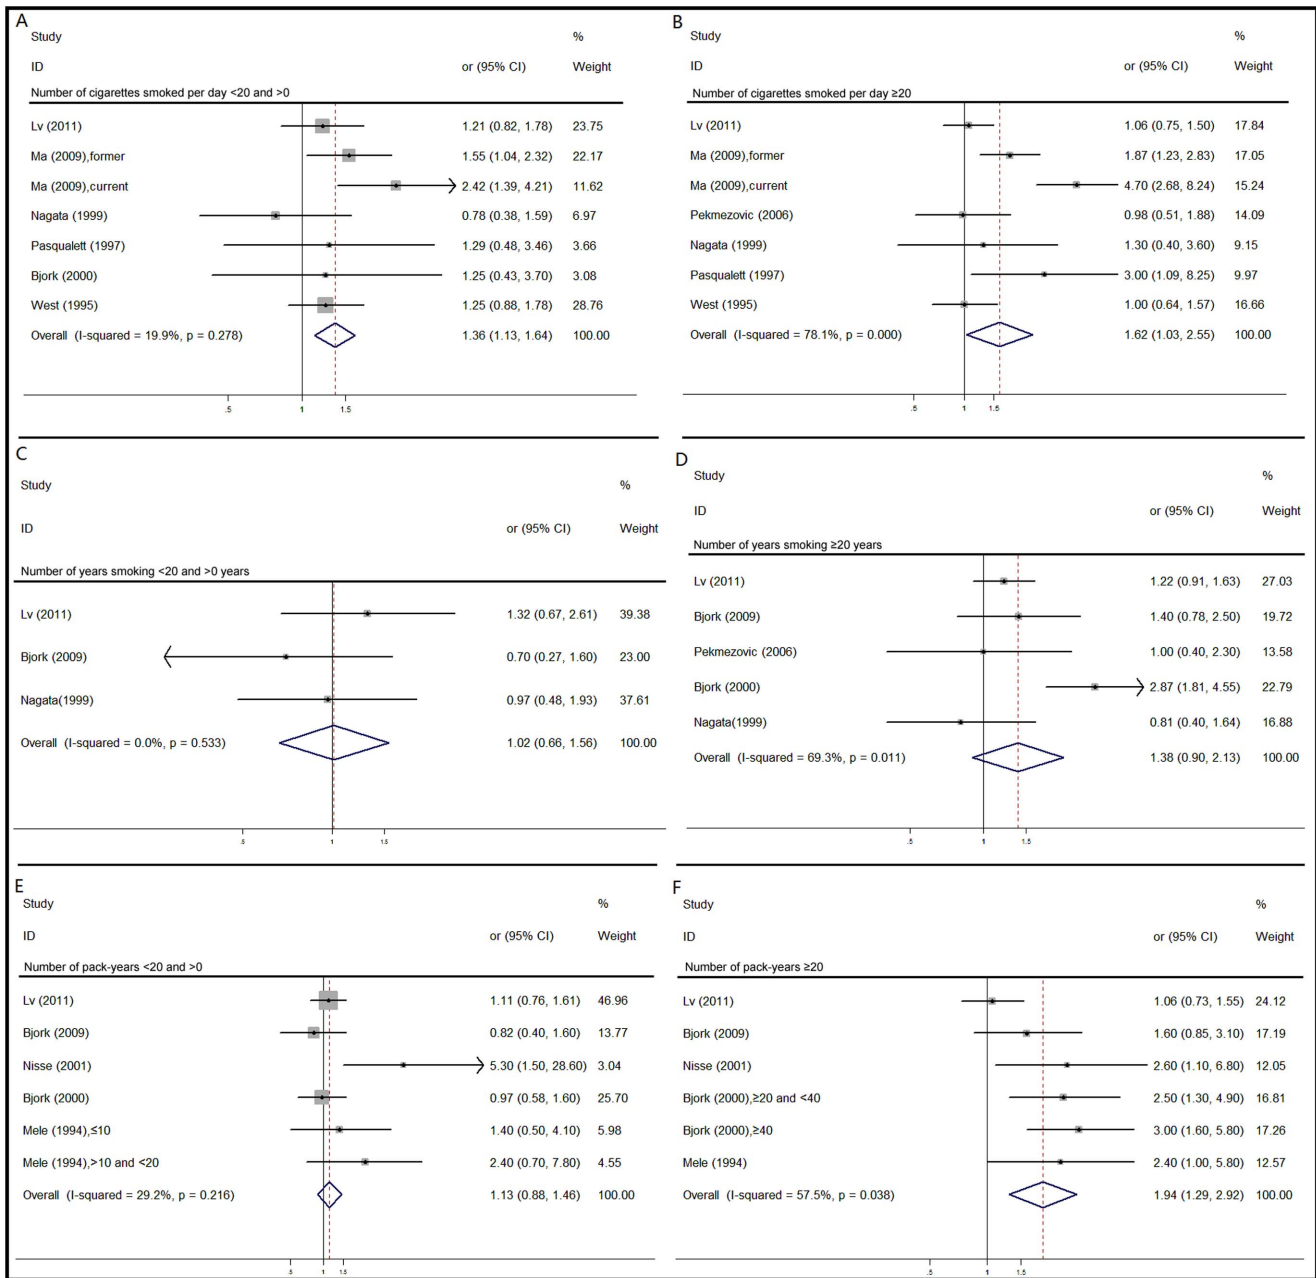 A
Study %
ID or (95% CI) Weight
Number of cigarettes smoked per day <20 and >0
Lv (2011) 1.21 (0.82, 1.78) 23.75
Ma (2009),former 1.55 (1.04, 2.32) 22.17
Ma (2009),current 2.42 (1.39, 4.21) 11.62
Nagata (1999) 0.78 (0.38, 1.59) 6.97
Pasqualett (1997) 1.29 (0.48, 3.46) 3.66
Bjork (2000) 1.25 (0.43, 3.70) 3.08
West (1995) 1.25 (0.88, 1.78) 28.76
Overall (I-squared = 19.9%, p = 0.278) 1.36 (1.13, 1.64) 100.00
.5 1 1.5
B
Study %
ID or (95% CI) Weight
Number of cigarettes smoked per day ≥20
Lv (2011) 1.06 (0.75, 1.50) 17.84
Ma (2009),former 1.87 (1.23, 2.83) 17.05
Ma (2009),current 4.70 (2.68, 8.24) 15.24
Pekmezovic (2006) 0.98 (0.51, 1.88) 14.09
Nagata (1999) 1.30 (0.40, 3.60) 9.15
Pasqualett (1997) 3.00 (1.09, 8.25) 9.97
West (1995) 1.00 (0.64, 1.57) 16.66
Overall (I-squared = 78.1%, p = 0.000) 1.62 (1.03, 2.55) 100.00
.5 1 1.5
C
Study %
ID or (95% CI) Weight
Number of years smoking <20 and >0 years
Lv (2011) 1.32 (0.67, 2.61) 39.38
Bjork (2009) 0.70 (0.27, 1.60) 23.00
Nagata(1999) 0.97 (0.48, 1.93) 37.61
Overall (I-squared = 0.0%, p = 0.533) 1.02 (0.66, 1.56) 100.00
.5 1 1.5
D
Study %
ID or (95% CI) Weight
Number of years smoking ≥20 years
Lv (2011) 1.22 (0.91, 1.63) 27.03
Bjork (2009) 1.40 (0.78, 2.50) 19.72
Pekmezovic (2006) 1.00 (0.40, 2.30) 13.58
Bjork (2000) 2.87 (1.81, 4.55) 22.79
Nagata(1999) 0.81 (0.40, 1.64) 16.88
Overall (I-squared = 69.3%, p = 0.011) 1.38 (0.90, 2.13) 100.00
.5 1 1.5
E
Study %
ID or (95% CI) Weight
Number of pack-years <20 and >0
Lv (2011) 1.11 (0.76, 1.61) 46.96
Bjork (2009) 0.82 (0.40, 1.60) 13.77
Nisse (2001) 5.30 (1.50, 28.60) 3.04
Bjork (2000) 0.97 (0.58, 1.60) 25.70
Mele (1994),≤10 1.40 (0.50, 4.10) 5.98
Mele (1994),>10 and <20 2.40 (0.70, 7.80) 4.55
Overall (I-squared = 29.2%, p = 0.216) 1.13 (0.88, 1.46) 100.00
.5 1 1.5
F
Study %
ID or (95% CI) Weight
Number of pack-years ≥20
Lv (2011) 1.06 (0.73, 1.55) 24.12
Bjork (2009) 1.60 (0.85, 3.10) 17.19
Nisse (2001) 2.60 (1.10, 6.80) 12.05
Bjork (2000),≥20 and <40 2.50 (1.30, 4.90) 16.81
Bjork (2000),≥40 3.00 (1.60, 5.80) 17.26
Mele (1994) 2.40 (1.00, 5.80) 12.57
Overall (I-squared = 57.5%, p = 0.038) 1.94 (1.29, 2.92) 100.00
.5 1 1.5